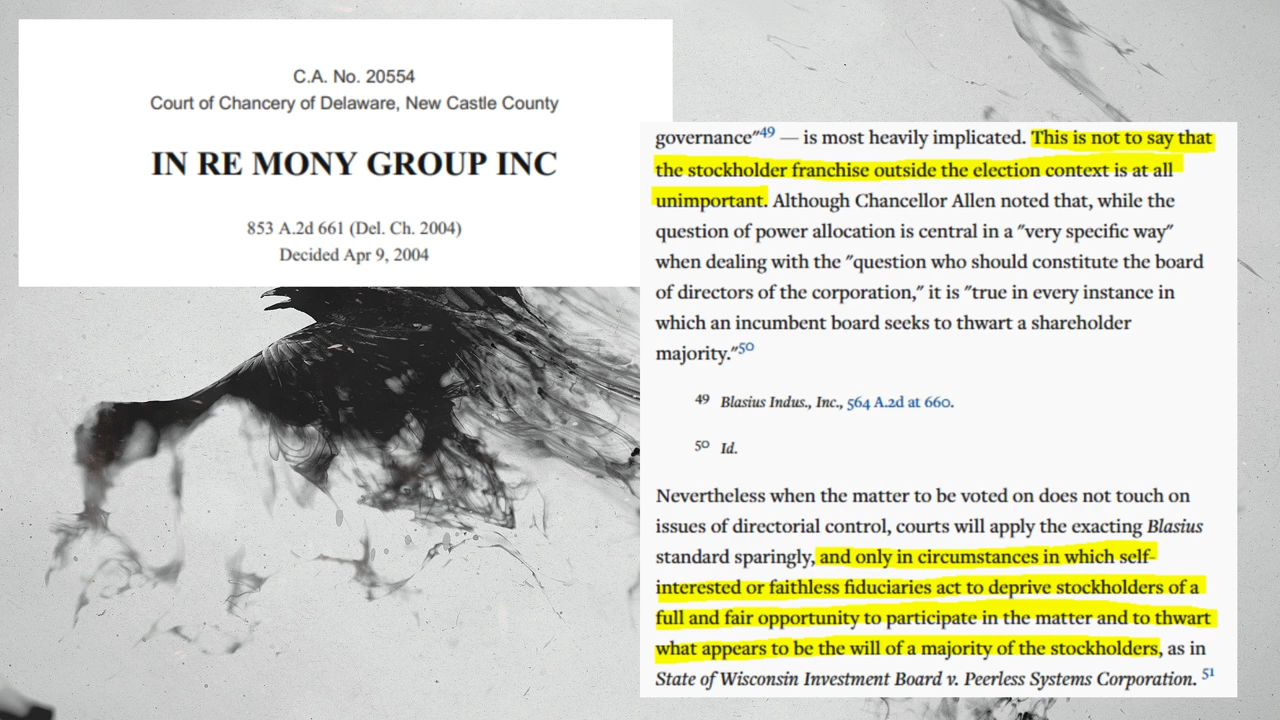 C.A. No. 20554
Court of Chancery of Delaware, New Castle County
IN RE MONY GROUP INC
853 A.2d 661 (Del. Ch. 2004)
Decided Apr 9, 2004
governance"49 — is most heavily implicated. This is not to say that
the stockholder franchise outside the election context is at all
unimportant. Although Chancellor Allen noted that, while the
question of power allocation is central in a "very specific way"
when dealing with the "question who should constitute the board
of directors of the corporation," it is "true in every instance in
which an incumbent board seeks to thwart a shareholder
majority."50
49 Blasius Indus., Inc., 564 A.2d at 660.
50 Id.
Nevertheless when the matter to be voted on does not touch on
issues of directorial control, courts will apply the exacting Blasius
standard sparingly, and only in circumstances in which self-
interested or faithless fiduciaries act to deprive stockholders of a
full and fair opportunity to participate in the matter and to thwart
what appears to be the will of a majority of the stockholders, as in
State of Wisconsin Investment Board v. Peerless Systems Corporation. 51